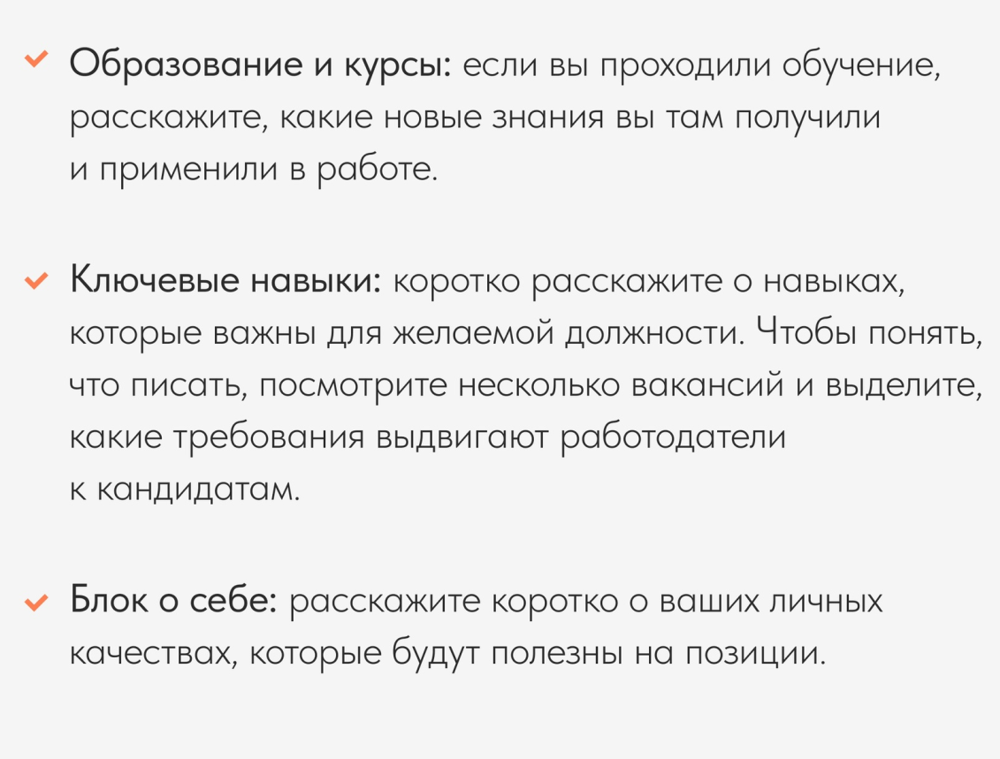 Образование и курсы: если вы проходили обучение,
расскажите, какие новые знания вы там получили
и применили в работе.
Ключевые навыки: коротко расскажите о навыках,
которые важны для желаемой должности. Чтобы понять,
что писать, посмотрите несколько вакансий и выделите,
какие требования выдвигают работодатели
к кандидатам.
Блок о себе: расскажите коротко о ваших личных
качествах, которые будут полезны на позиции.